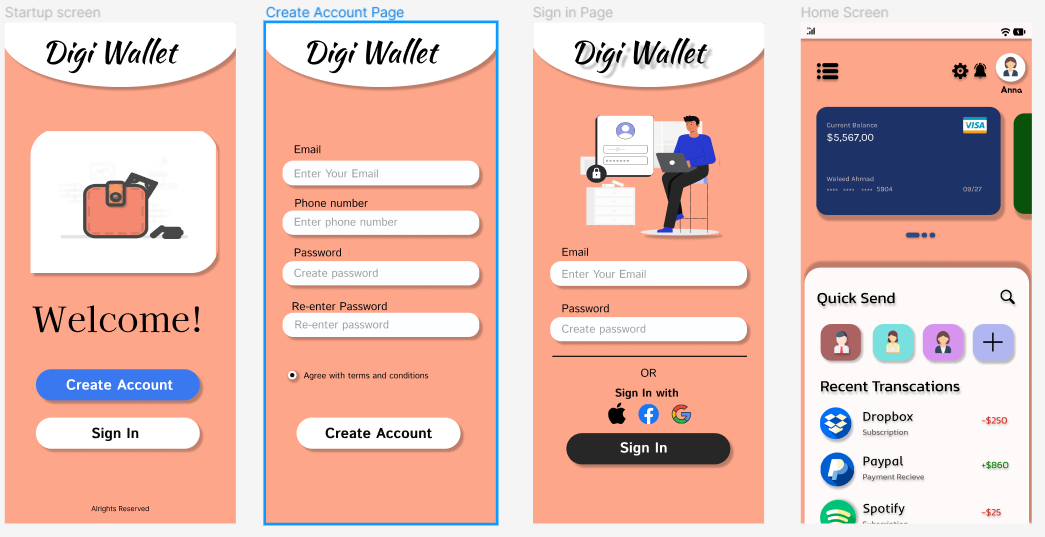 Startup screen
Digi Wallet
Welcome!
Create Account
Sign In
Alrights Reserved
Create Account Page
Digi Wallet
Email
Enter Your Email
Phone number
Enter phone number
Password
Create password
Re-enter Password
Re-enter password
Agree with terms and conditions
Create Account
Sign in Page
Digi Wallet
Email
Enter Your Email
Password
Create password
OR
Sign In with
Sign In
Home Screen
Anna
Current Balance
VISA
$5,567,00
Waleed Ahmad
**** **** **** 5904 09/27
Quick Send
Recent Transcations
Dropbox
Subscription
-$250
Paypal
Payment Recieve
+$860
Spotify
Subscription
-$25